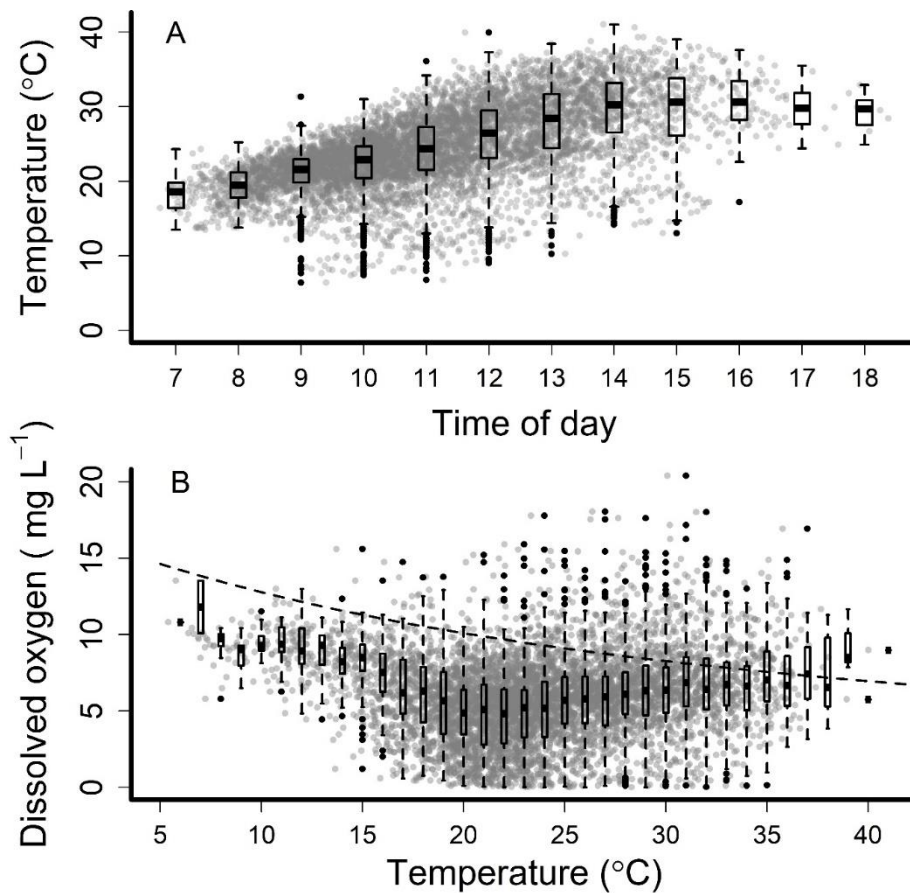 A
Temperature (°C)
40
30
20
10
0
7 8 9 10 11 12 13 14 15 16 17 18
Time of day
B
Dissolved oxygen ( mg L⁻¹)
20
15
10
5
0
5 10 15 20 25 30 35 40
Temperature (°C)